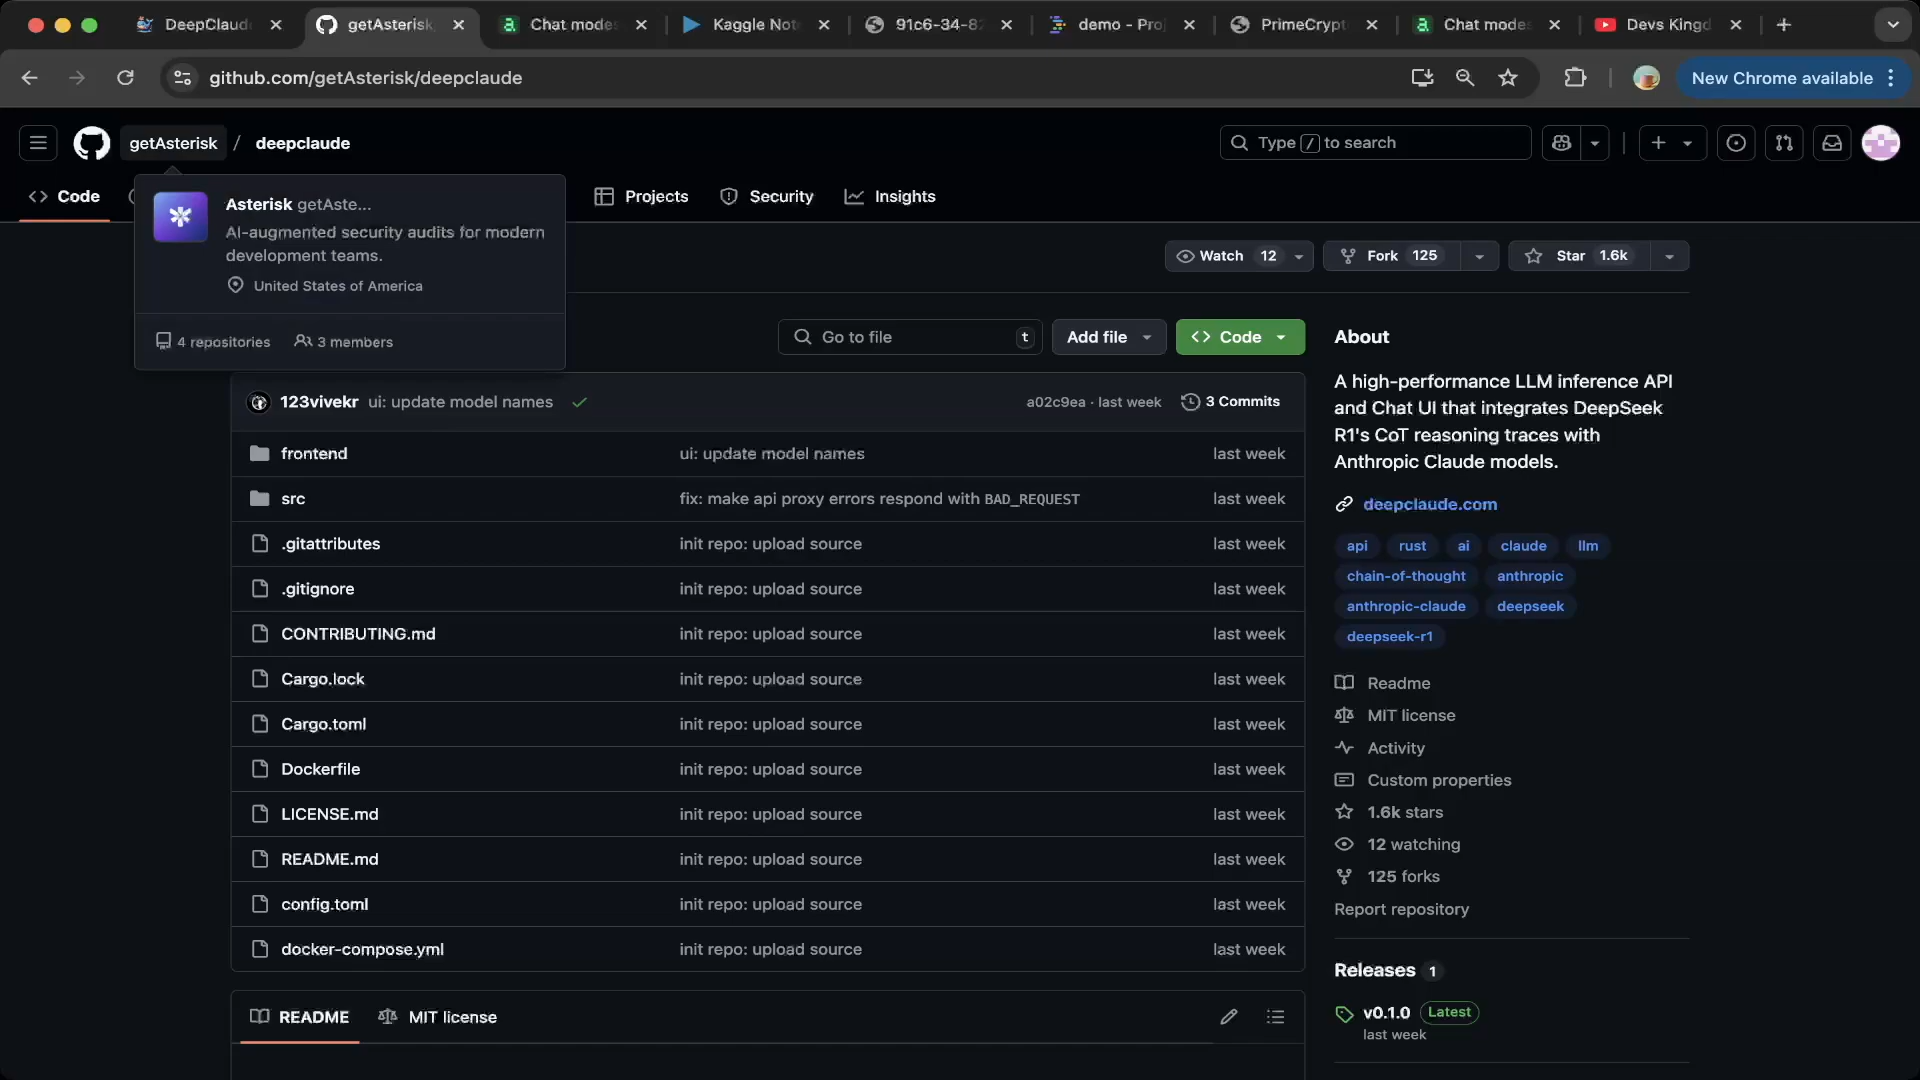 DeepClaud
getAsterisk
Chat mode
Kaggle Not
91c6-34-8
demo - Pro
PrimeCrypt
Chat mode
Devs Kingd
github.com/getAsterisk/deepclaude
New Chrome available
getAsterisk / deepclaude
Type / to search
Code
Projects
Security
Insights
Asterisk getAste...
AI-augmented security audits for modern
development teams.
United States of America
4 repositories
3 members
Watch 12
Fork 125
Star 1.6k
Go to file
t
Add file
Code
123vivekr ui: update model names
a02c9ea · last week
3 Commits
frontend ui: update model names last week
src fix: make api proxy errors respond with BAD_REQUEST last week
.gitattributes init repo: upload source last week
.gitignore init repo: upload source last week
CONTRIBUTING.md init repo: upload source last week
Cargo.lock init repo: upload source last week
Cargo.toml init repo: upload source last week
Dockerfile init repo: upload source last week
LICENSE.md init repo: upload source last week
README.md init repo: upload source last week
config.toml init repo: upload source last week
docker-compose.yml init repo: upload source last week
README
MIT license
About
A high-performance LLM inference API
and Chat UI that integrates DeepSeek
R1's CoT reasoning traces with
Anthropic Claude models.
deepclaude.com
api rust ai claude llm
chain-of-thought anthropic
anthropic-claude deepseek
deepseek-r1
Readme
MIT license
Activity
Custom properties
1.6k stars
12 watching
125 forks
Report repository
Releases 1
v0.1.0 Latest
last week